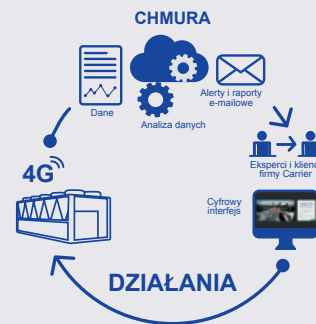 CHMURA
Dane
Analiza danych
Alerty i raporty
e-mailowe
4G
Eksperci i klienci
firmy Carrier
Cyfrowy
interfejs
DZIAŁANIA